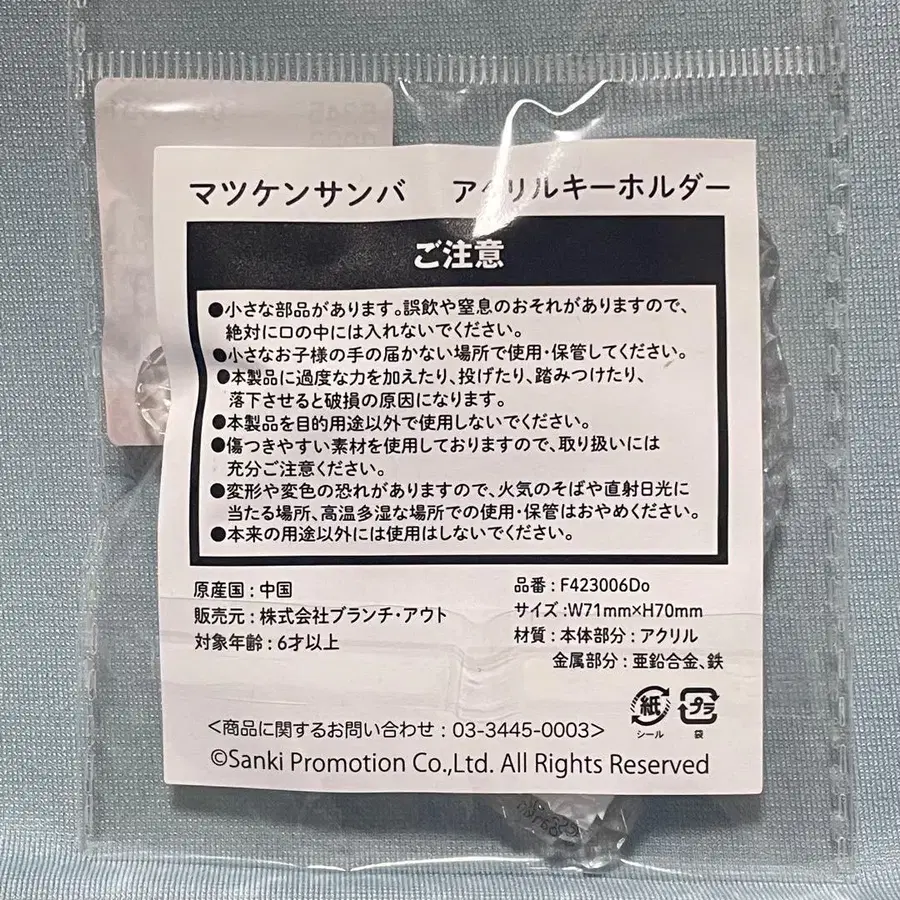 マツケンサンバ アクリルキーホルダー
ご注意
●小さな部品があります。誤飲や窒息のおそれがありますので、
絶対に口の中には入れないでください。
●小さなお子様の手の届かない場所で使用・保管してください。
●本製品に過度な力を加えたり、投げたり、踏みつけたり、
落下させると破損の原因になります。
●本製品を目的用途以外で使用しないでください。
●傷つきやすい素材を使用しておりますので、取り扱いには
充分ご注意ください。
●変形や変色の恐れがありますので、火気のそばや直射日光に
当たる場所、高温多湿な場所での使用・保管はおやめください。
●本来の用途以外には使用はしないでください。
原産国：中国
販売元：株式会社ブランチ・アウト
対象年齢：6才以上
品番：F423006Do
サイズ:W71mm×H70mm
材質：本体部分：アクリル
金属部分：亜鉛合金、鉄
紙
シール
プラ
袋
<商品に関するお問い合わせ：03-3445-0003>
©Sanki Promotion Co.,Ltd. All Rights Reserved